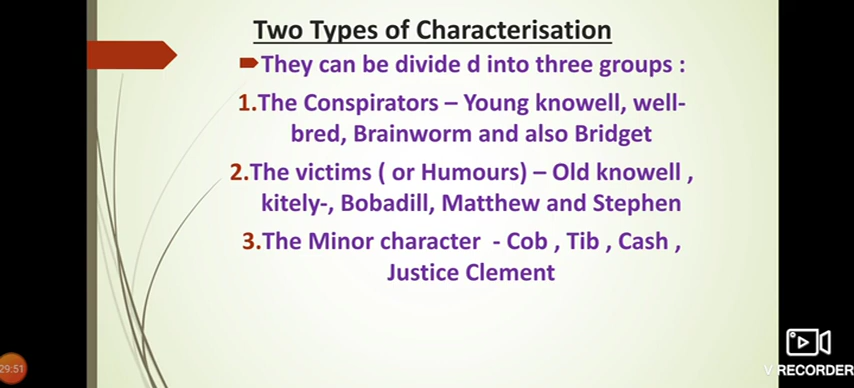 Two Types of Characterisation
They can be divide d into three groups :
1.The Conspirators – Young knowell, well-
bred, Brainworm and also Bridget
2.The victims ( or Humours) – Old knowell ,
kitely-, Bobadill, Matthew and Stephen
3.The Minor character - Cob , Tib , Cash ,
Justice Clement
29:51
V RECORDER